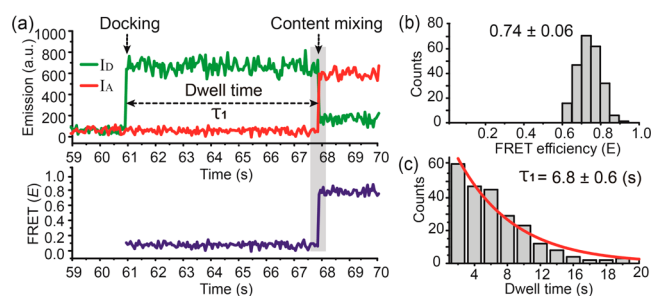 (a)
Docking
Content mixing
Emission (a.u.)
800
600
400
200
0
I_D
I_A
Dwell time
τ1
59 60 61 62 63 64 65 66 67 68 69 70
Time (s)
FRET (E)
1.0
0.8
0.6
0.4
0.2
0.0
59 60 61 62 63 64 65 66 67 68 69 70
Time (s)
(b)
0.74 ± 0.06
Counts
80
60
40
20
0
0.2 0.4 0.6 0.8 1.0
FRET efficiency (E)
(c)
τ1= 6.8 ± 0.6 (s)
Counts
60
40
20
0
4 8 12 16 20
Dwell time (s)